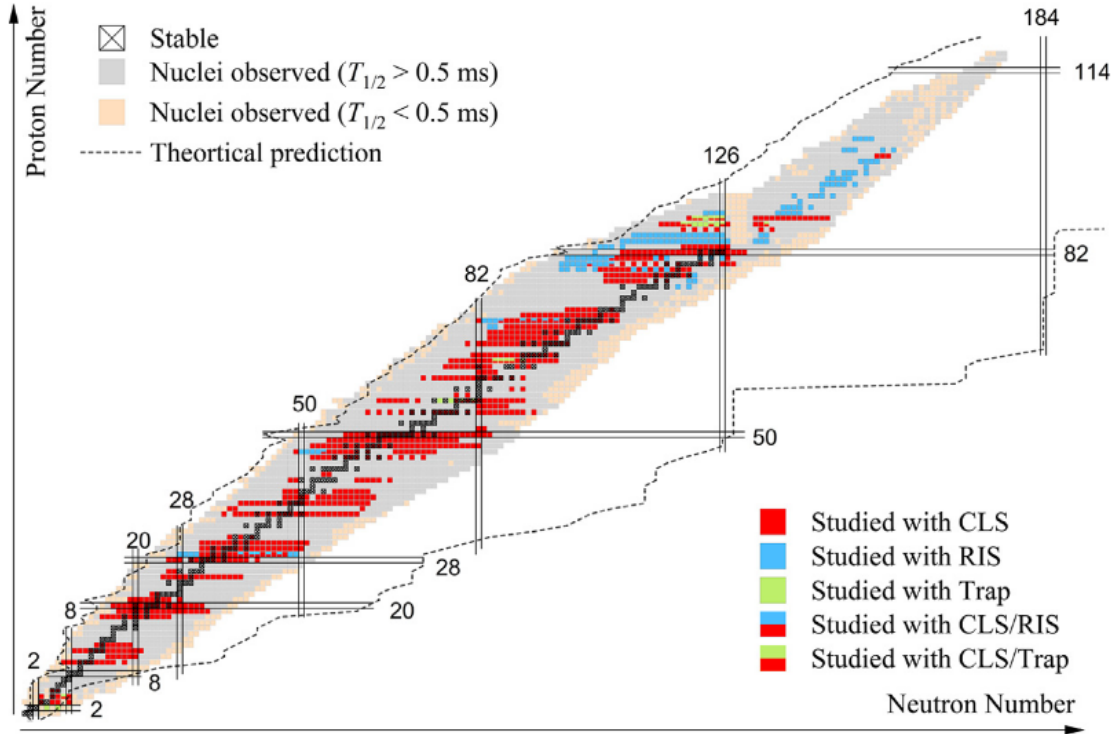 Proton Number
Stable
Nuclei observed (T1/2 > 0.5 ms)
Nuclei observed (T1/2 < 0.5 ms)
Theortical prediction
184
114
126
82
82
50
50
28
28
20
20
8
8
2
2
Studied with CLS
Studied with RIS
Studied with Trap
Studied with CLS/RIS
Studied with CLS/Trap
Neutron Number